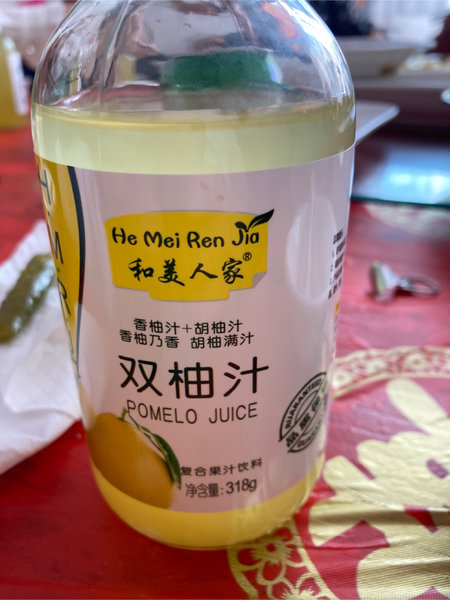 He Mei Ren Jia
和美人家®
香柚汁+胡柚汁
香柚乃香 胡柚满汁
双柚汁
POMELO JUICE
GUARANTEED
复合果汁饮料
净含量:318g